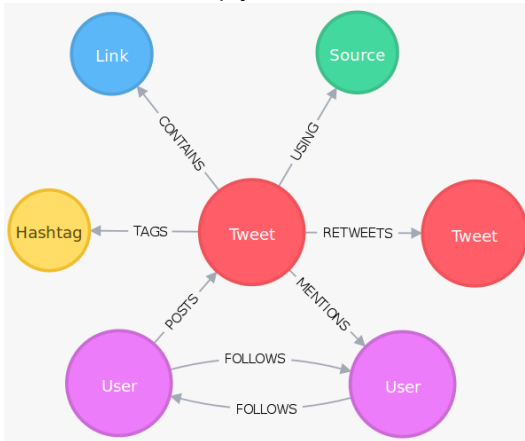 Link
Source
CONTAINS
USING
Hashtag
TAGS
Tweet
RETWEETS
Tweet
POSTS
MENTIONS
FOLLOWS
User
User
FOLLOWS